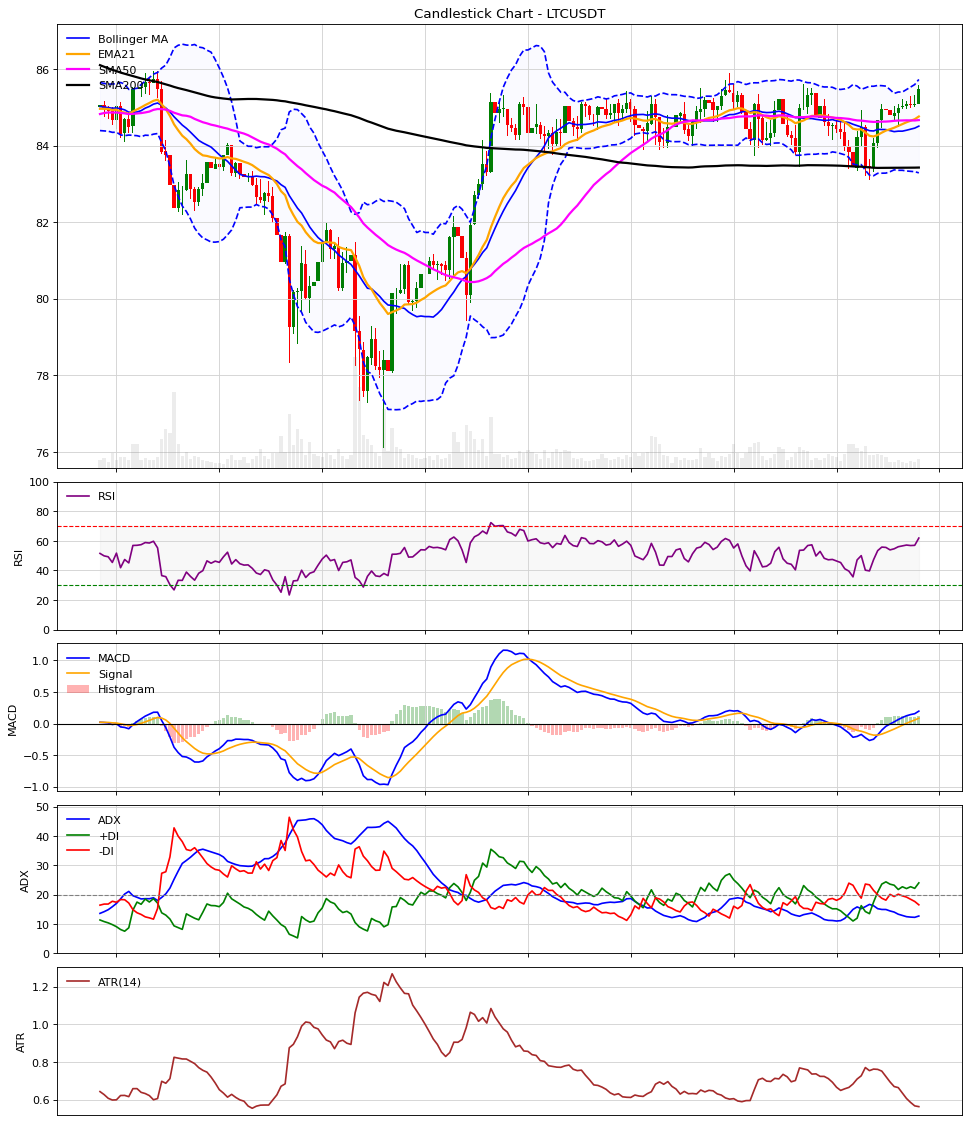 Candlestick Chart - LTCUSDT
Bollinger MA
EMA21
SMA50
SMA200
86
84
82
80
78
76
RSI
100
80
60
40
20
0
RSI
MACD
Signal
Histogram
1.0
0.5
0.0
−0.5
−1.0
MACD
ADX
+DI
-DI
50
40
30
20
10
0
ADX
ATR(14)
1.2
1.0
0.8
0.6
ATR